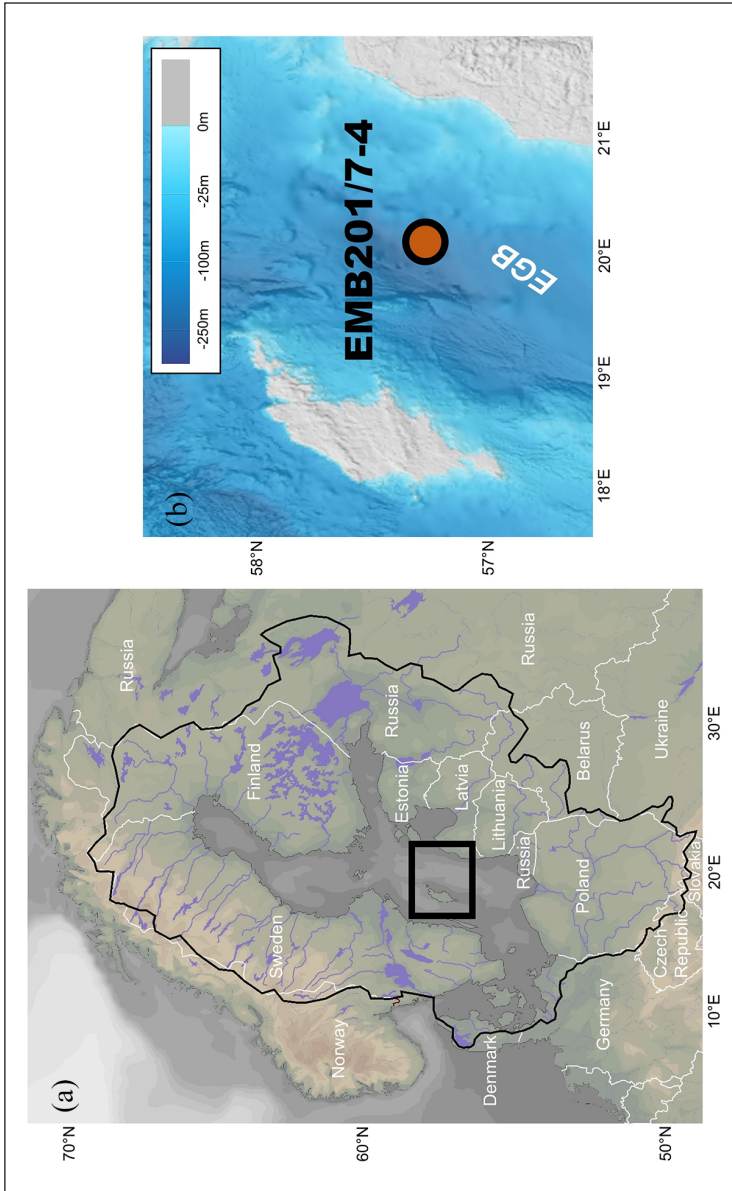 (a)
70°N
60°N
50°N
10°E
20°E
30°E
Norway
Sweden
Finland
Russia
Russia
Estonia
Latvia
Lithuania
Russia
Russia
Denmark
Germany
Poland
Belarus
Ukraine
Czech
Republic
Slovakia
(b)
58°N
57°N
18°E
19°E
20°E
21°E
-250m
-100m
-25m
0m
EMB201/7-4
EGB